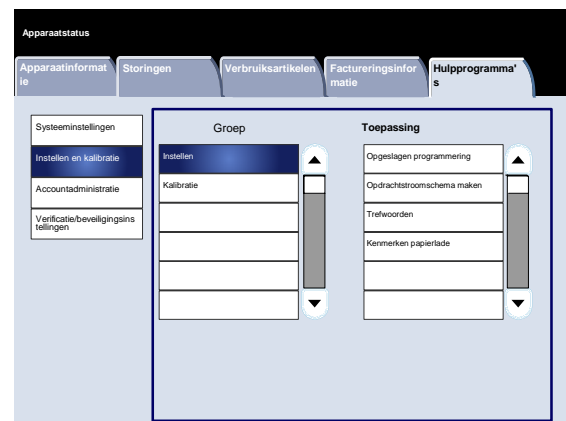 Apparaatstatus
Apparaatinformat
ie
Storingen
Verbruiksartikelen
Factureringsinfor
matie
Hulpprogramma'
s
Systeeminstellingen
Instellen en kalibratie
Accountadministratie
Verificatie/beveiligingsins
tellingen
Groep
Instellen
Kalibratie
Toepassing
Opgeslagen programmering
Opdrachtstroomschema maken
Trefwoorden
Kenmerken papierlade